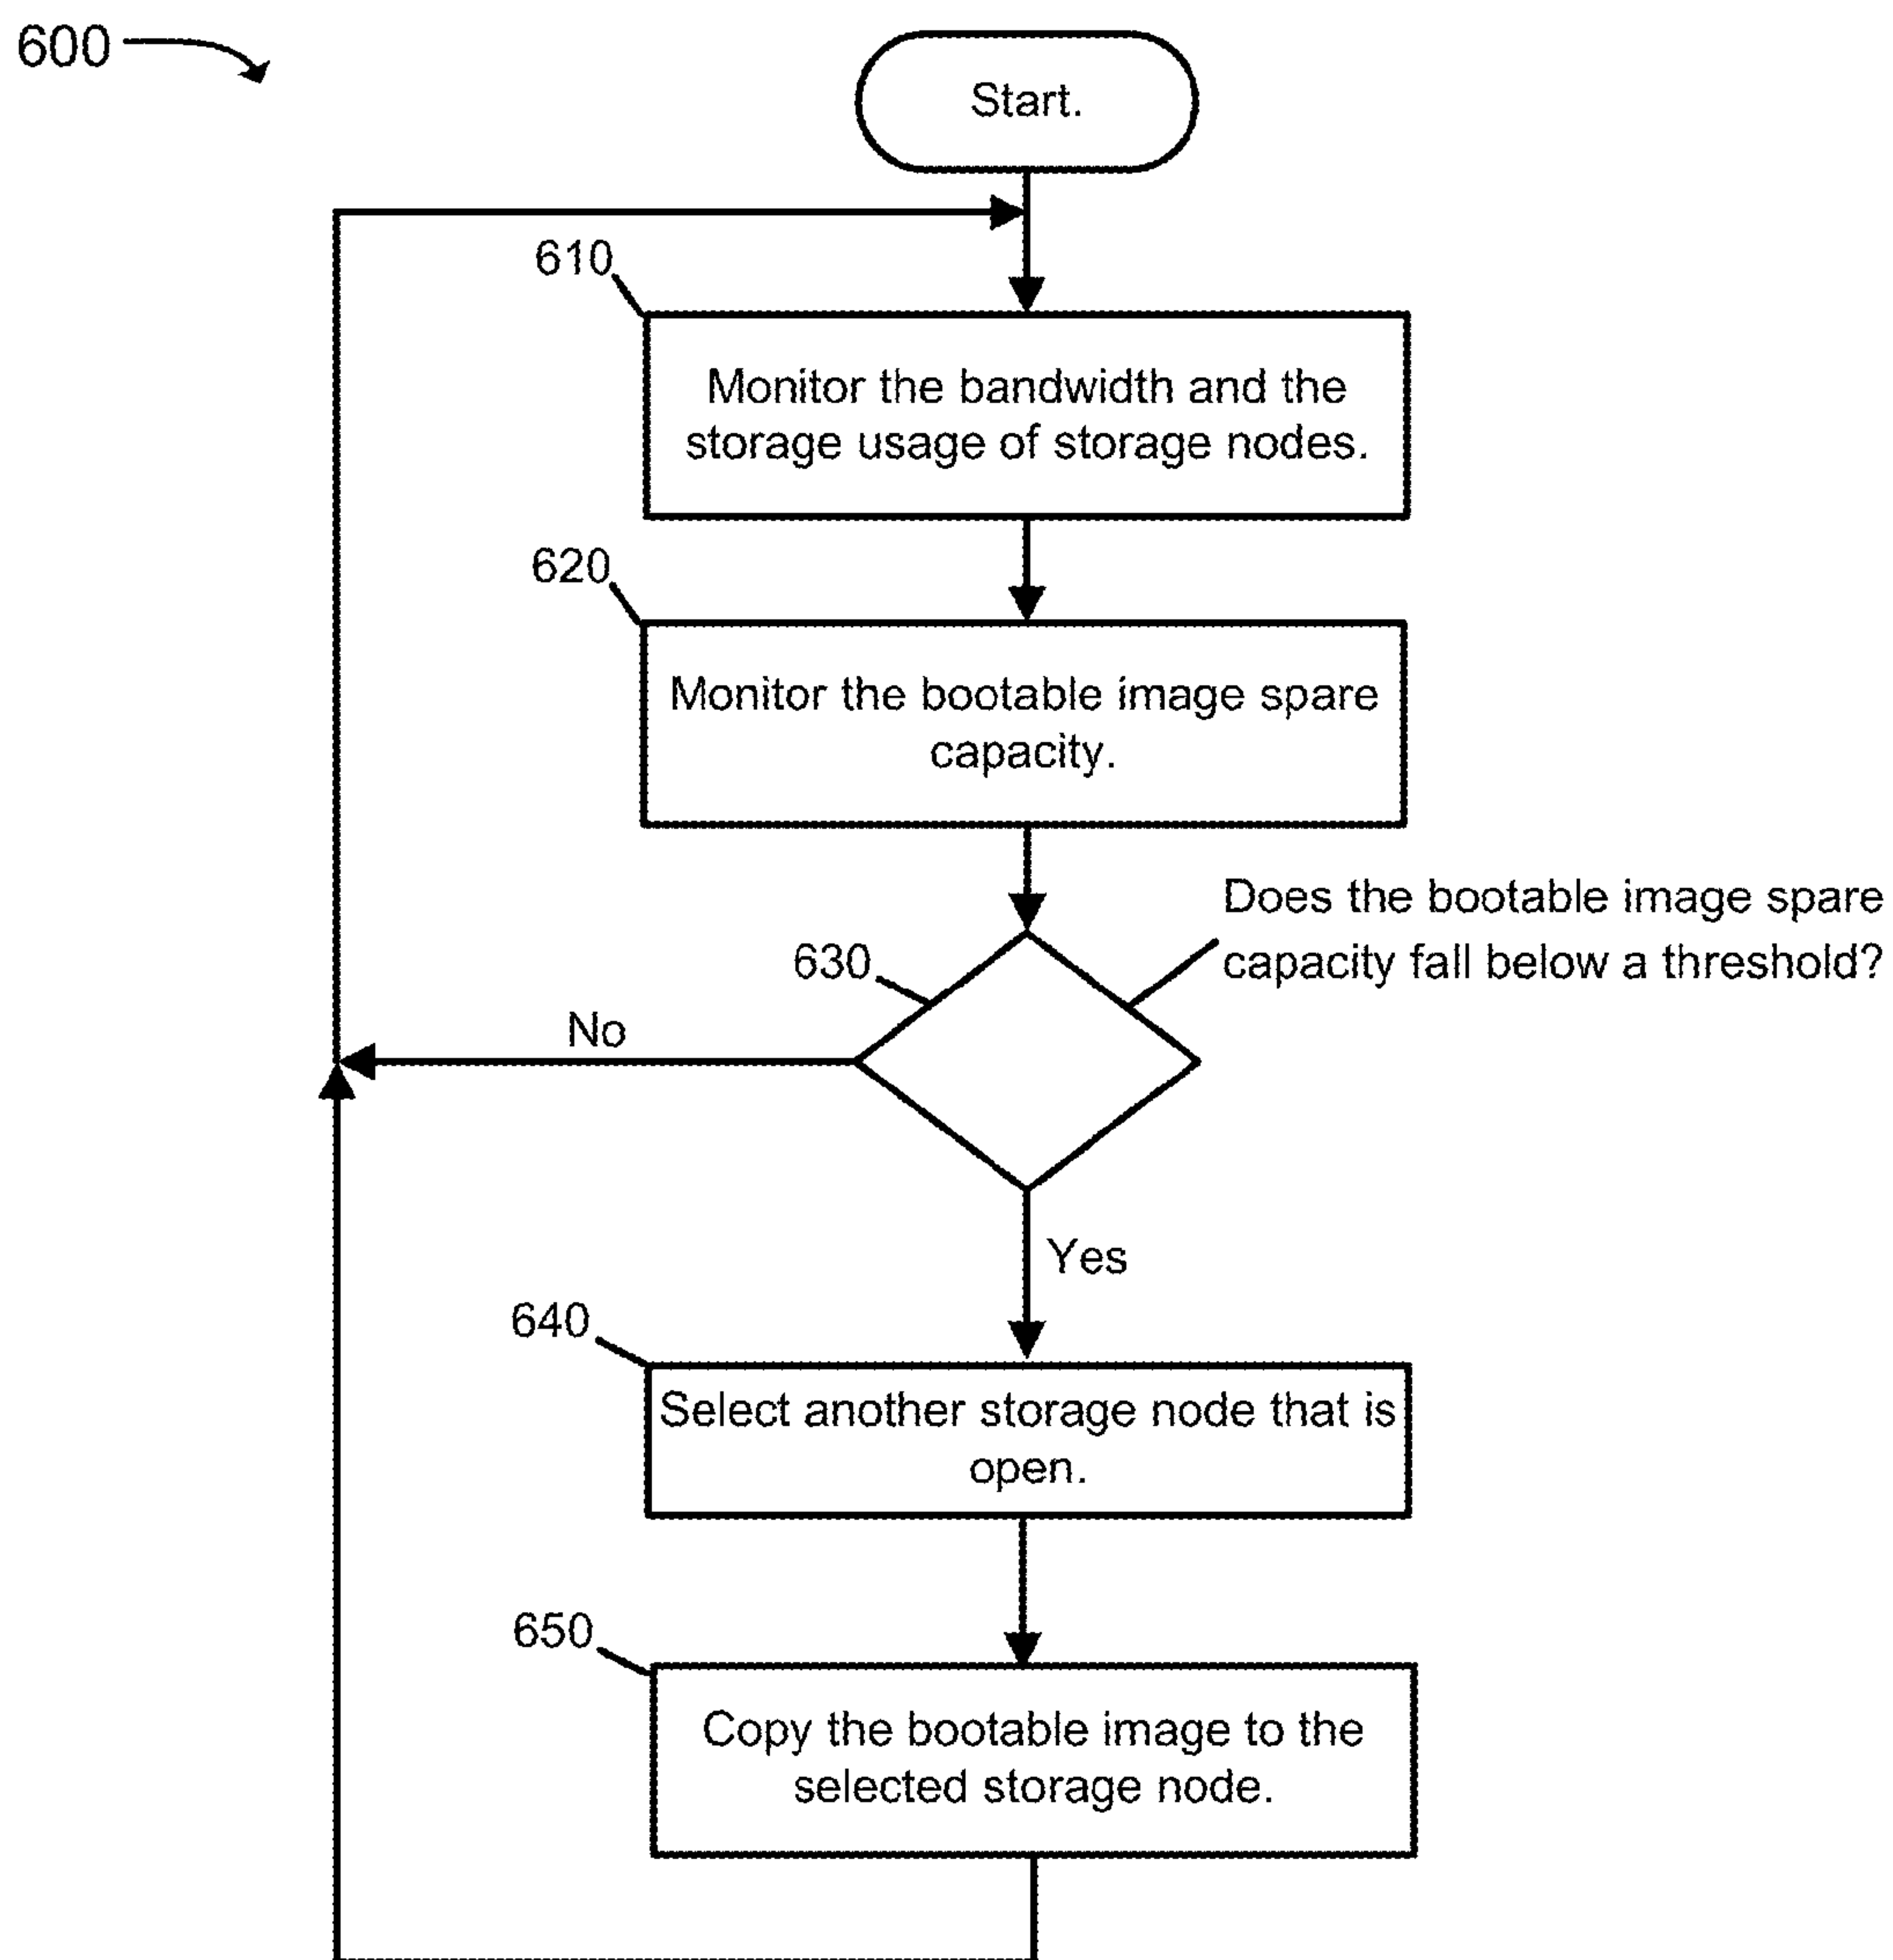 600
Start.
610
Monitor the bandwidth and the
storage usage of storage nodes.
620
Monitor the bootable image spare
capacity.
Does the bootable image spare
capacity fall below a threshold?
630
No
Yes
640
Select another storage node that is
open.
650
Copy the bootable image to the
selected storage node.